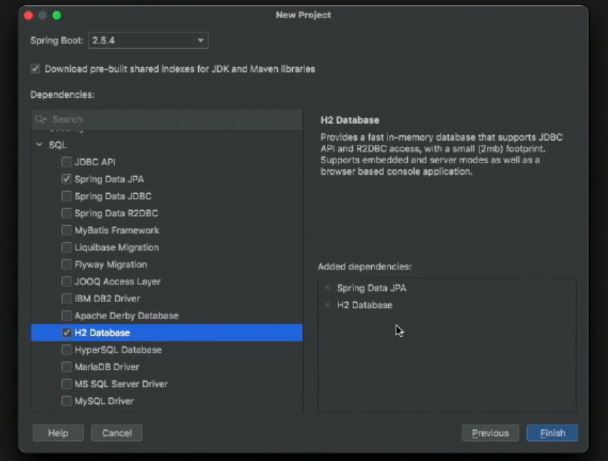 New Project
Spring Boot: 2.5.4
Download pre-built shared indexes for JDK and Maven libraries
Dependencies:
Search
SQL
JDBC API
Spring Data JPA
Spring Data JDBC
Spring Data R2DBC
MyBatis Framework
Liquibase Migration
Flyway Migration
JOOQ Access Layer
IBM DB2 Driver
Apache Derby Database
H2 Database
HyperSQL Database
MariaDB Driver
MS SQL Server Driver
MySQL Driver
H2 Database
Provides a fast in-memory database that supports JDBC
API and R2DBC access, with a small (2mb) footprint.
Supports embedded and server modes as well as a
browser based console application.
Added dependencies:
Spring Data JPA
H2 Database
Help
Cancel
Previous
Finish